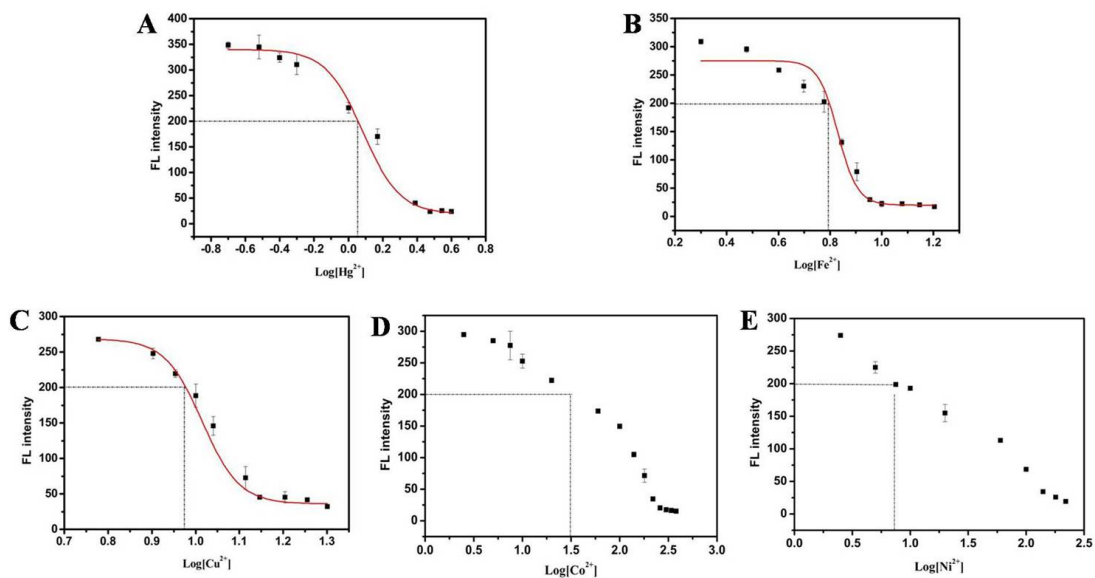 A
400
350
300
250
200
150
100
50
0
FL intensity
-0.8 -0.6 -0.4 -0.2 0.0 0.2 0.4 0.6 0.8
Log[Hg²⁺]
B
350
300
250
200
150
100
50
0
FL intensity
0.2 0.4 0.6 0.8 1.0 1.2
Log[Fe²⁺]
C
300
250
200
150
100
50
0
FL intensity
0.7 0.8 0.9 1.0 1.1 1.2 1.3
Log[Cu²⁺]
D
300
250
200
150
100
50
0
FL intensity
0.0 0.5 1.0 1.5 2.0 2.5 3.0
Log[Co²⁺]
E
300
250
200
150
100
50
0
FL intensity
0.0 0.5 1.0 1.5 2.0 2.5
Log[Ni²⁺]